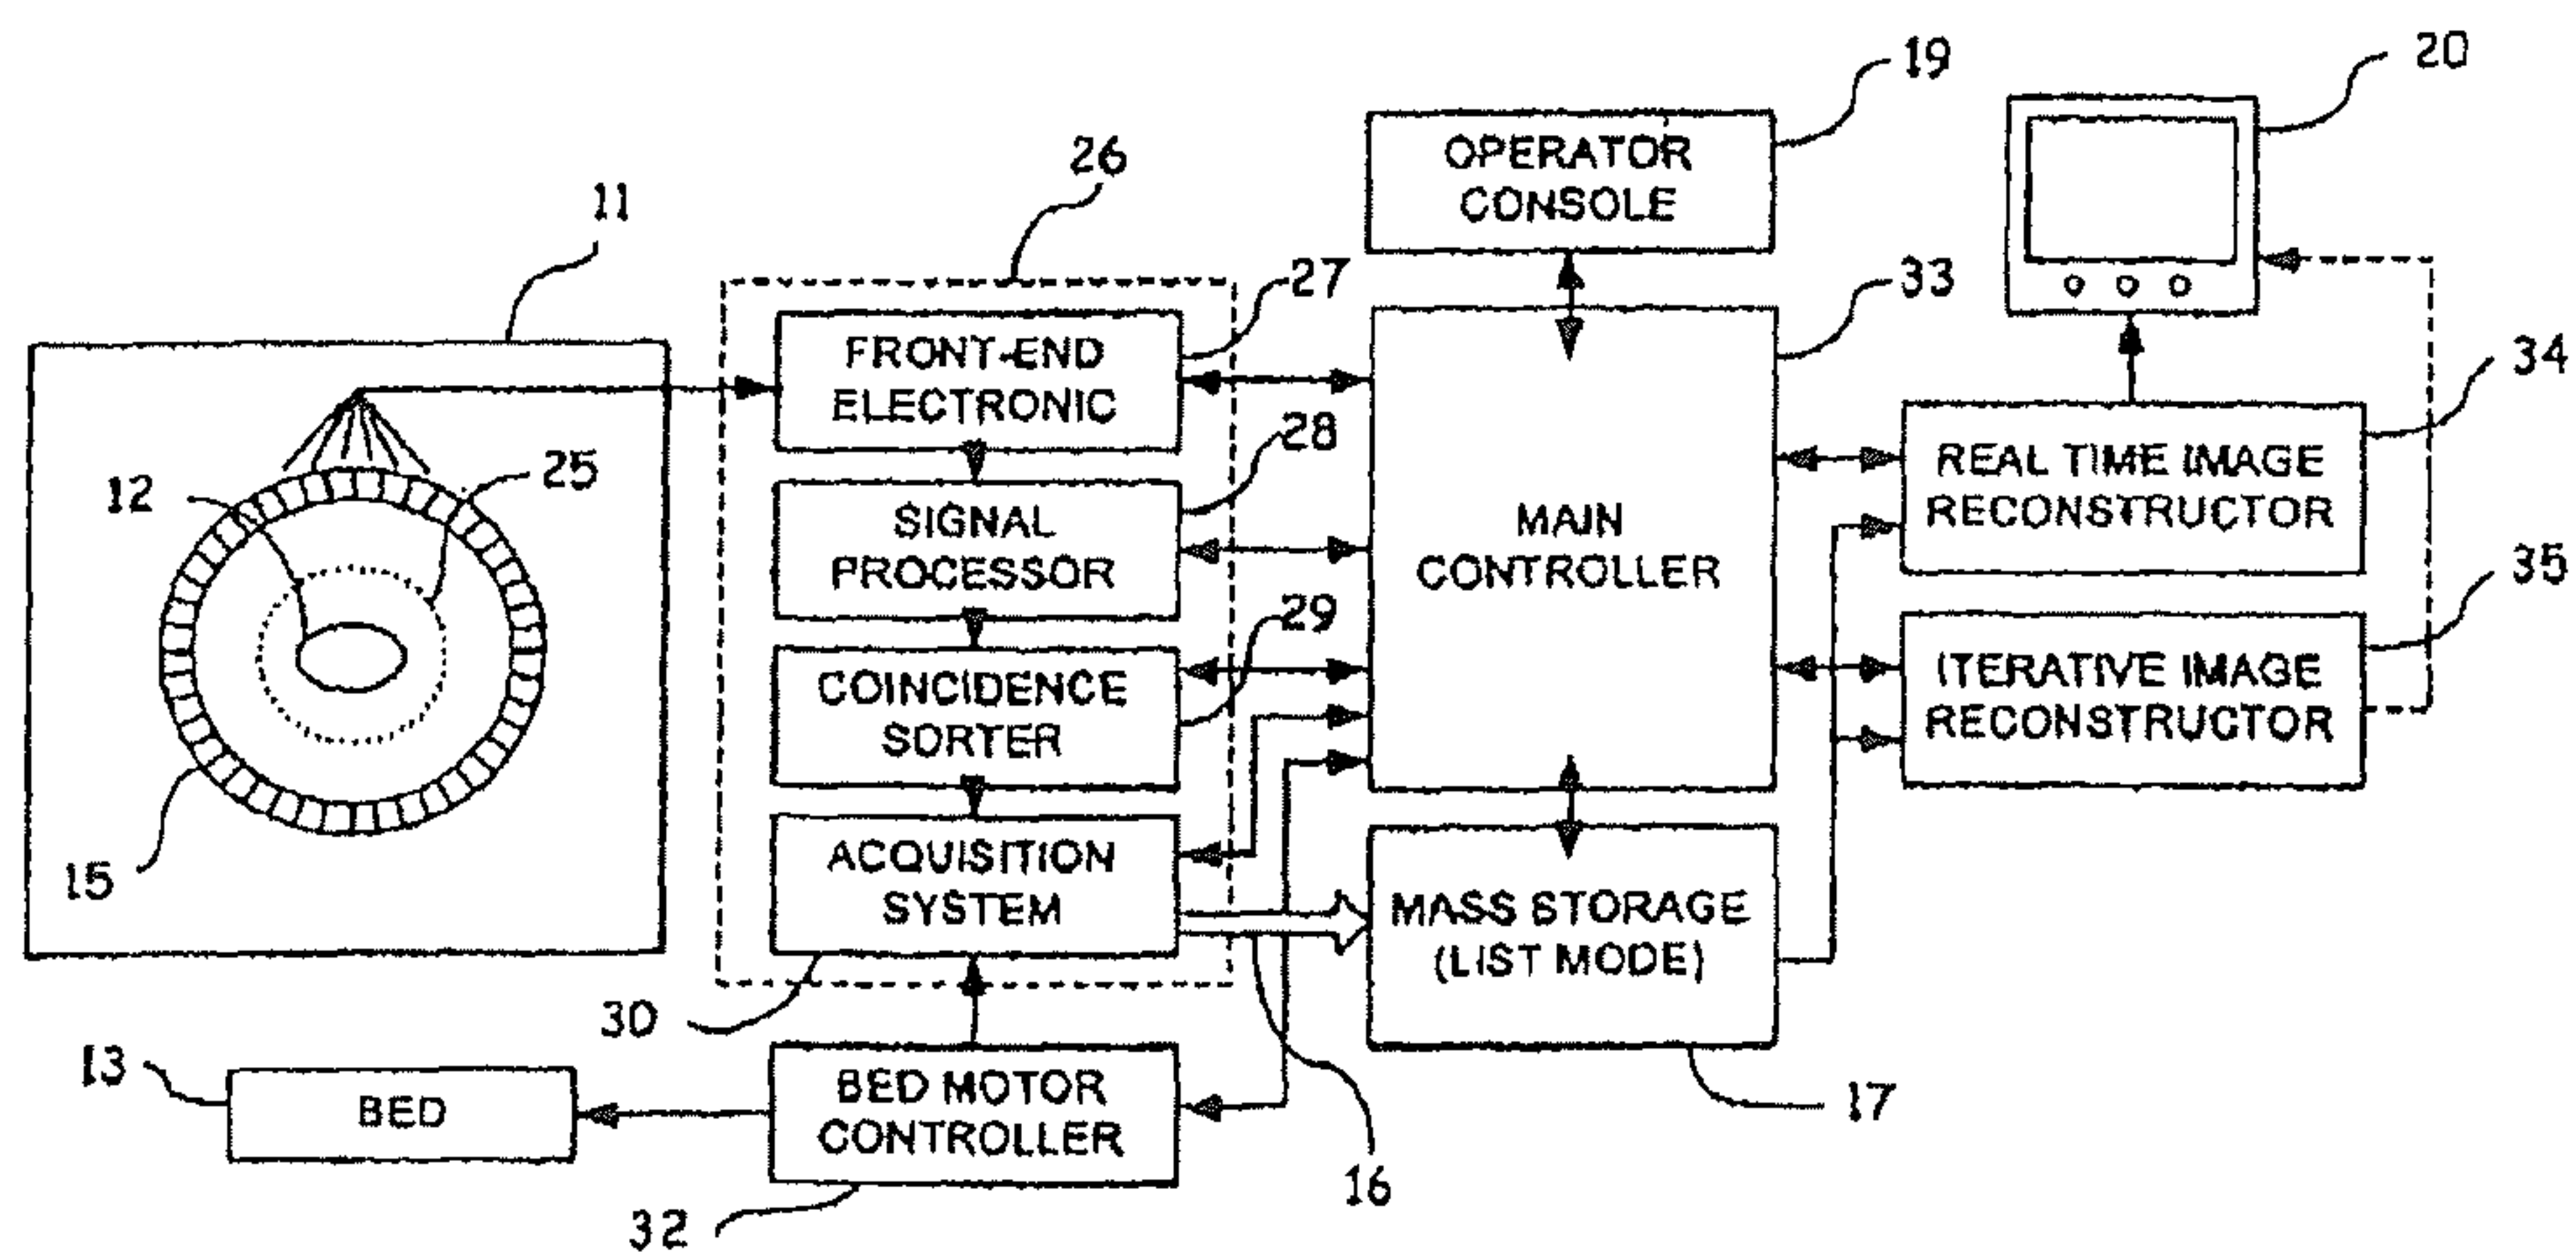 19
20
26
OPERATOR
CONSOLE
11
27
33
FRONT-END
ELECTRONIC
34
28
REAL TIME IMAGE
RECONSTRUCTOR
12
25
SIGNAL
PROCESSOR
MAIN
CONTROLLER
35
29
ITERATIVE IMAGE
RECONSTRUCTOR
COINCIDENCE
SORTER
15
ACQUISITION
SYSTEM
MASS STORAGE
(LIST MODE)
30
13
BED
BED MOTOR
CONTROLLER
17
16
32